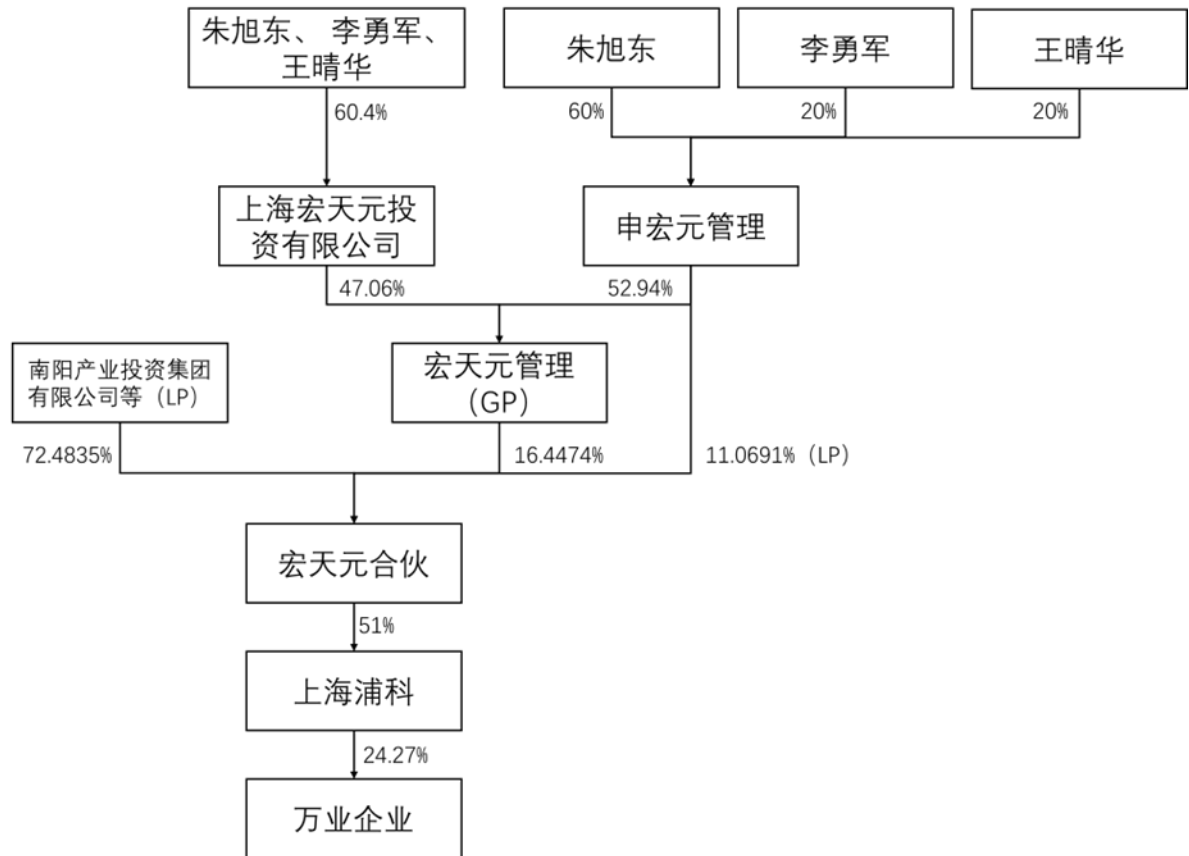 朱旭东、 李勇军、
王晴华
朱旭东
李勇军
王晴华
60.4%
60%
20%
20%
上海宏天元投
资有限公司
申宏元管理
47.06%
52.94%
南阳产业投资集团
有限公司等（LP）
宏天元管理
（GP）
72.4835%
16.4474%
11.0691%（LP）
宏天元合伙
51%
上海浦科
24.27%
万业企业